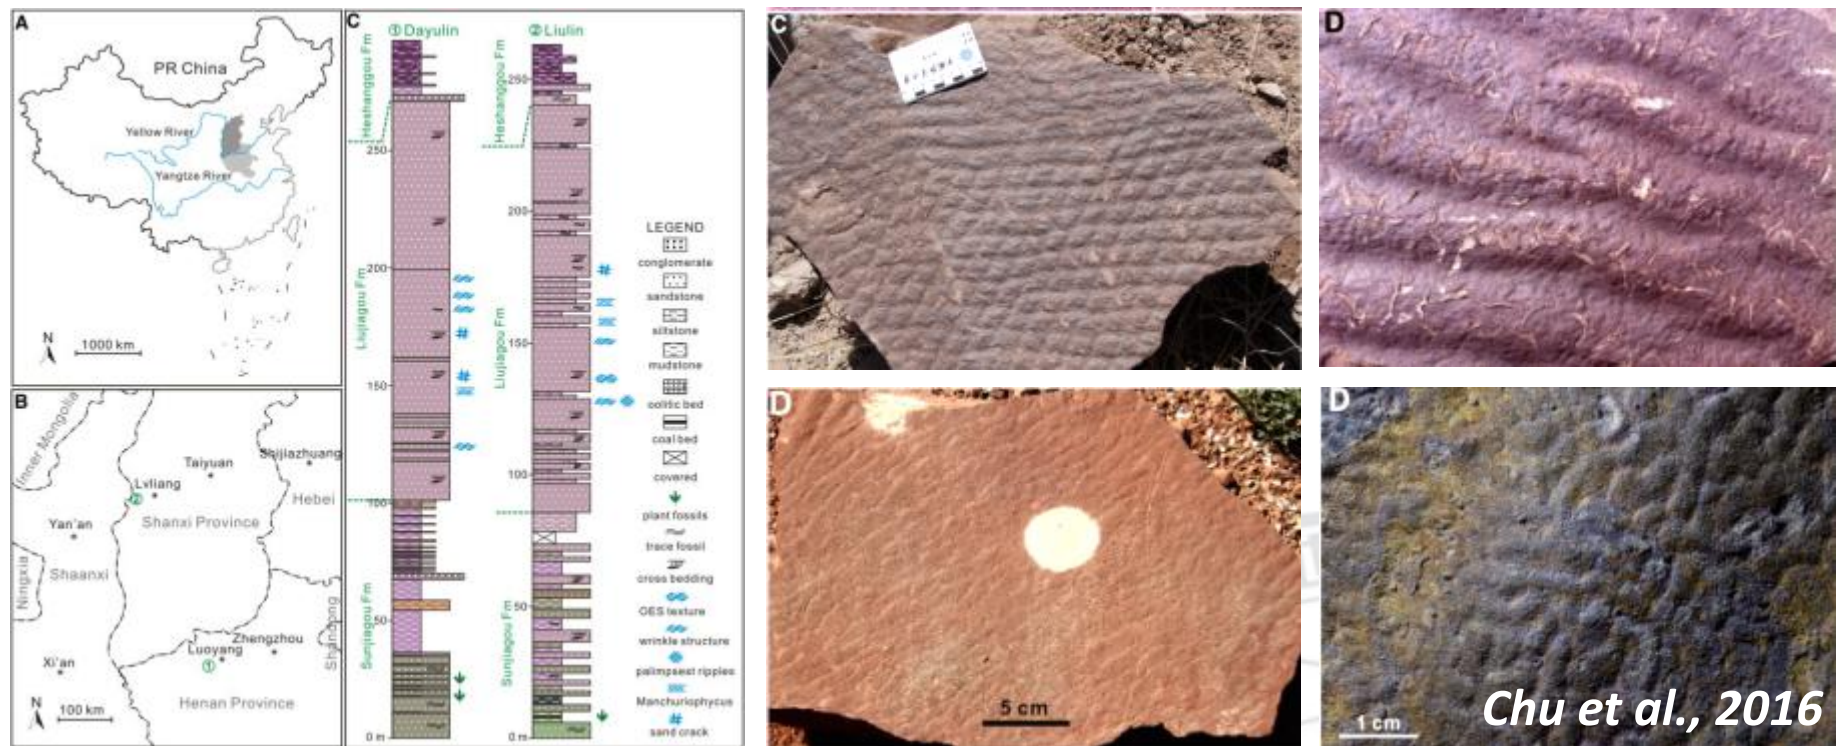 A
PR China
Yellow River
Yangtze River
N
1000 km
B
Inner Mongolia
Taiyuan
Shijiazhuang
Lvliang
②
Hebei
Yan'an
Shanxi Province
Ningxia
Shaanxi
Shandong
Zhengzhou
Luoyang
①
Xi'an
N
Henan Province
100 km
C
① Dayulin
② Liulin
Heshanggou Fm
Heshanggou Fm
250
250
200
200
Liujiagou Fm
Liujiagou Fm
150
150
100
100
50
50
Sunjiagou Fm
Sunjiagou Fm
0 m
0 m
LEGEND
conglomerate
sandstone
siltstone
mudstone
oolitic bed
coal bed
covered
plant fossils
trace fossil
cross bedding
OES texture
wrinkle structure
palimpsest ripples
Manchuriophycus
sand crack
C
D
D
5 cm
D
1 cm
Chu et al., 2016